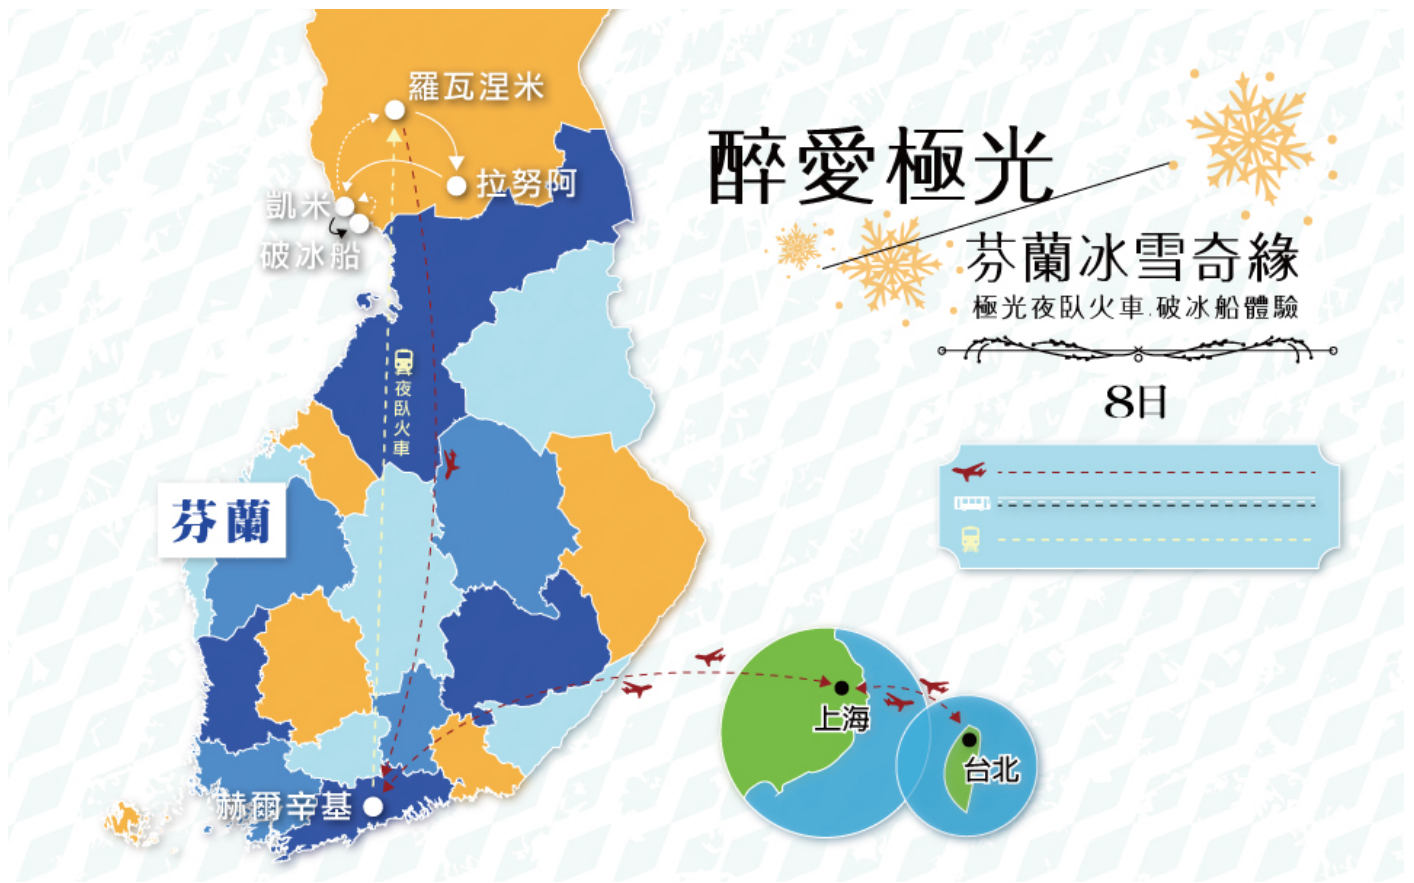 醉愛極光
芬蘭冰雪奇緣
極光夜臥火車.破冰船體驗
8日
羅瓦涅米
拉努阿
凱米
破冰船
夜臥火車
芬蘭
赫爾辛基
上海
台北